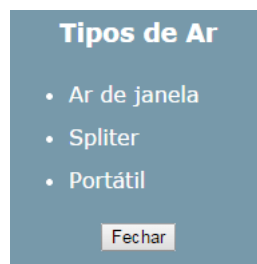 Tipos de Ar
• Ar de janela
• Spliter
• Portátil
Fechar